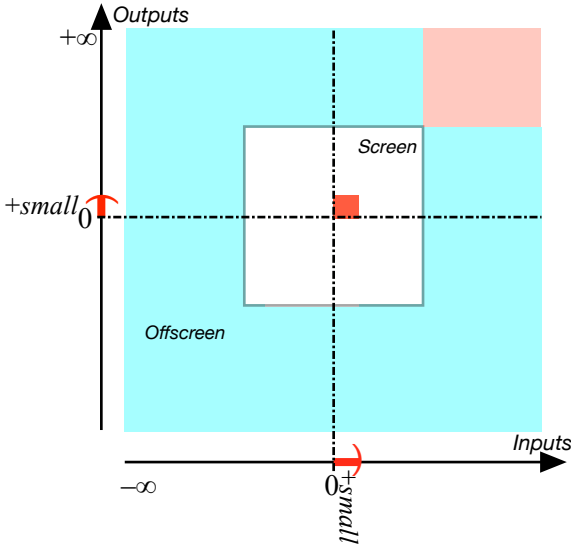 Outputs
+∞
Screen
+small
0
Offscreen
Inputs
–∞
0
+small